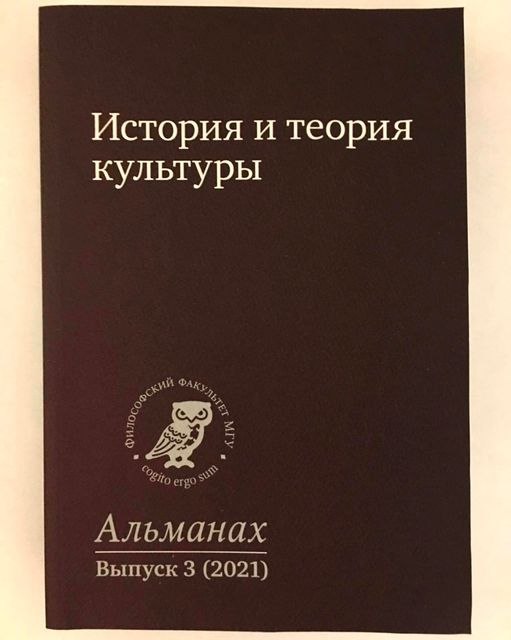 История и теория
культуры
ФИЛОСОФСКИЙ ФАКУЛЬТЕТ МГУ
cogito ergo sum
Альманах
Выпуск 3 (2021)